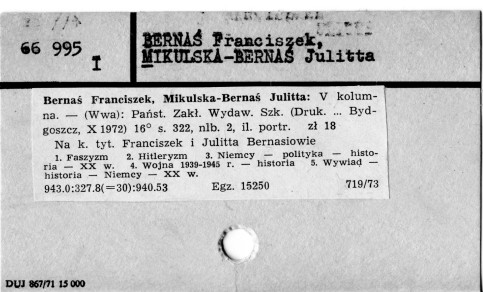 66 995
I
BERNAŚ Franciszek,
MIKULSKA-BERNAŚ Julitta
Bernaś Franciszek, Mikulska-Bernaś Julitta: V kolum-
na. — (Wwa): Państ. Zakł. Wydaw. Szk. (Druk. ... Byd-
goszcz, X 1972) 16° s. 322, nlb. 2, il. portr. zł 18
Na k. tyt. Franciszek i Julitta Bernasiowie
1. Faszyzm 2. Hitleryzm 3. Niemcy — polityka — histo-
ria — XX w. 4. Wojna 1939-1945 r. — historia 5. Wywiad —
historia — Niemcy — XX w.
943.0:327.8(=30):940.53 Egz. 15250 719/73
DUJ 867/71 15 000